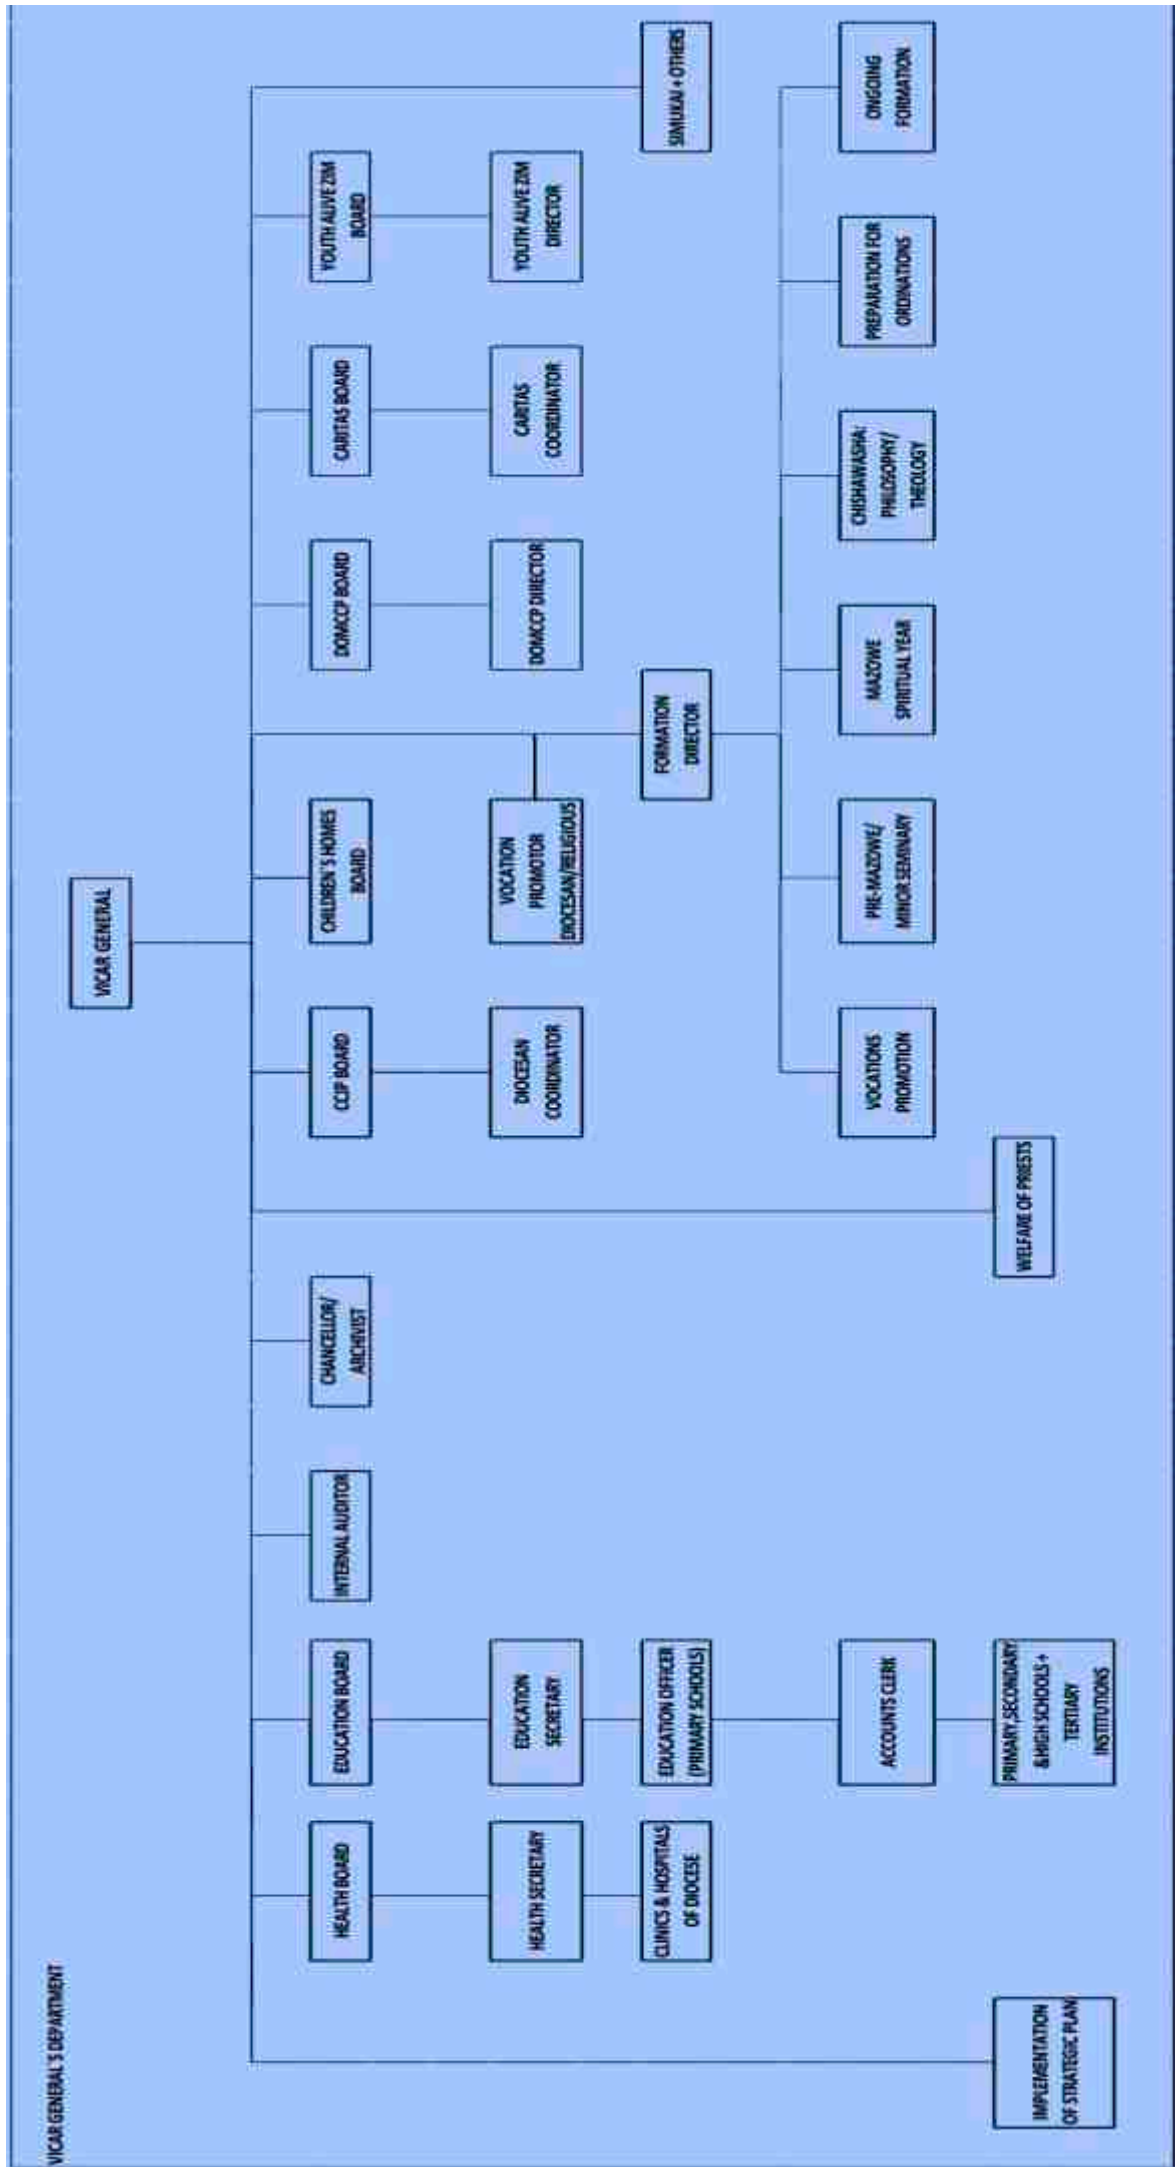 VICAR GENERAL'S DEPARTMENT
VICAR GENERAL
HEALTH BOARD
EDUCATION BOARD
INTERNAL AUDITOR
CHANCELLOR/
ARCHIVIST
CCJP BOARD
CHILDREN'S HOMES
BOARD
DOMCCP BOARD
CARITAS BOARD
YOUTH ALIVE ZIM
BOARD
HEALTH SECRETARY
EDUCATION
SECRETARY
DIOCESAN
COORDINATOR
VOCATION
PROMOTOR
DIOCESAN/RELIGIOUS
DOMCCP DIRECTOR
CARITAS
COORDINATOR
YOUTH ALIVE ZIM
DIRECTOR
CLINICS & HOSPITALS
OF DIOCESE
EDUCATION OFFICER
(PRIMARY SCHOOLS)
FORMATION
DIRECTOR
SIMUKAI + OTHERS
ACCOUNTS CLERK
VOCATIONS
PROMOTION
PRE-MAZOWE/
MINOR SEMINARY
MAZOWE
SPIRITUAL YEAR
CHISHAWASHA:
PHILOSOPHY/
THEOLOGY
PREPARATION FOR
ORDINATIONS
ONGOING
FORMATION
IMPLEMENTATION
OF STRATEGIC PLAN
PRIMARY,SECONDARY
&HIGH SCHOOLS +
TERTIARY
INSTITUTIONS
WELFARE OF PRIESTS